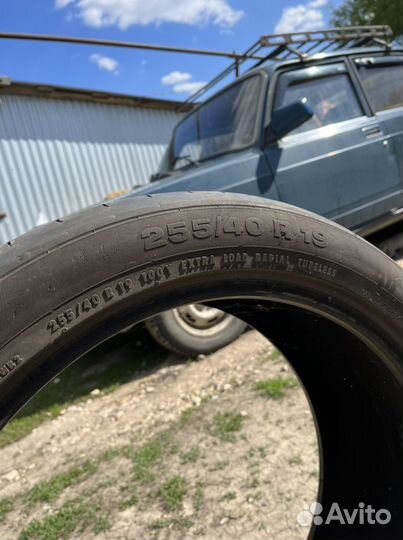 255/40 R 19
255/40 R 19 100Y EXTRA LOAD RADIAL TUBELESS
Avito